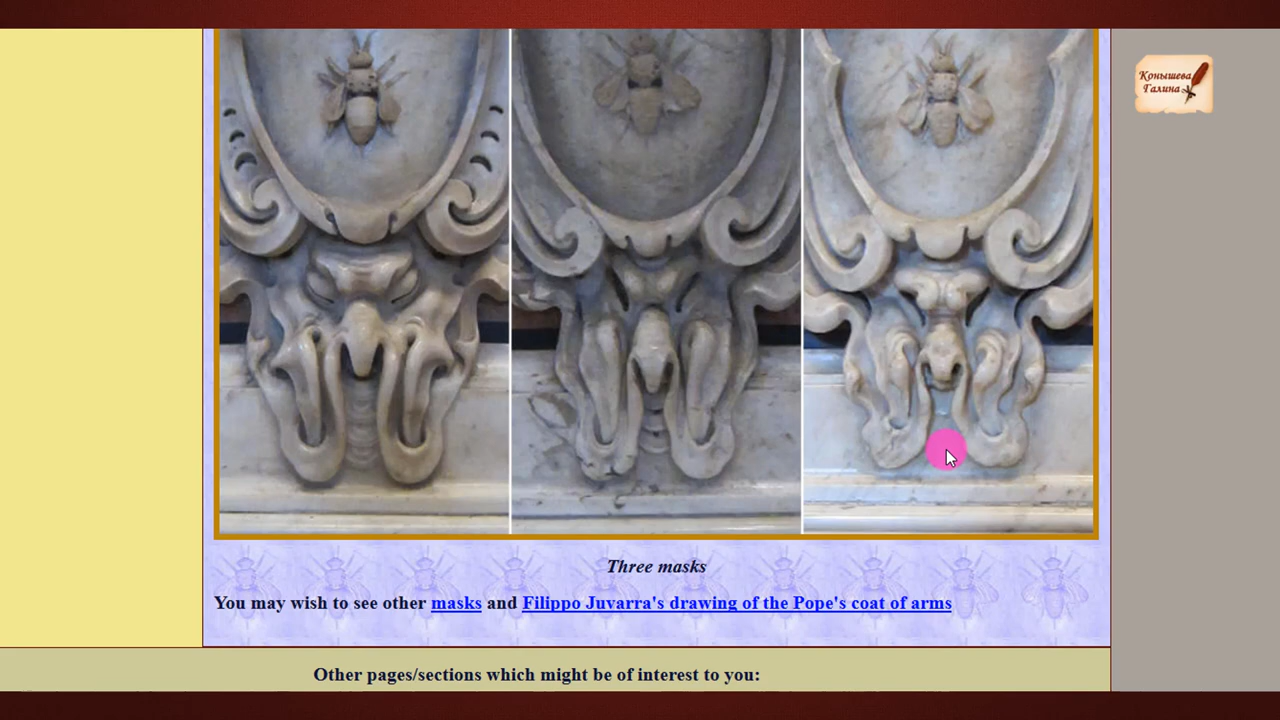 Конышева
Галина
Three masks
You may wish to see other masks and Filippo Juvarra's drawing of the Pope's coat of arms
Other pages/sections which might be of interest to you: